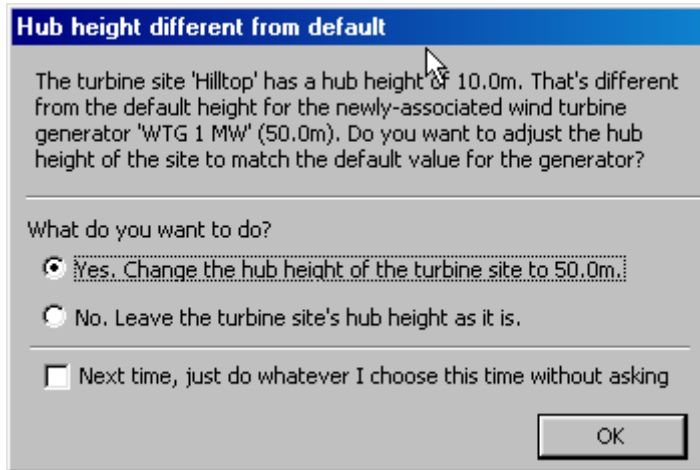 Hub height different from default
The turbine site 'Hilltop' has a hub height of 10.0m. That's different
from the default height for the newly-associated wind turbine
generator 'WTG 1 MW' (50.0m). Do you want to adjust the hub
height of the site to match the default value for the generator?
What do you want to do?
Yes. Change the hub height of the turbine site to 50.0m.
No. Leave the turbine site's hub height as it is.
Next time, just do whatever I choose this time without asking
OK